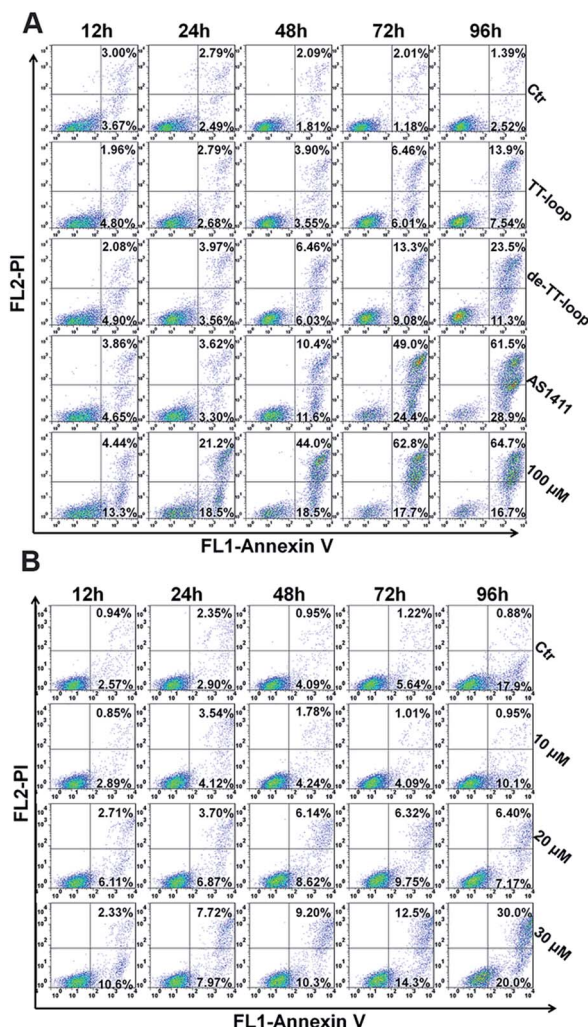 A
12h 24h 48h 72h 96h
3.00% 2.79% 2.09% 2.01% 1.39%
3.67% 2.49% 1.81% 1.18% 2.52%
Ctr
1.96% 2.79% 3.90% 6.46% 13.9%
4.80% 2.68% 3.55% 6.01% 7.54%
TT-loop
2.08% 3.97% 6.46% 13.3% 23.5%
4.90% 3.56% 6.03% 9.08% 11.3%
de-TT-loop
3.86% 3.62% 10.4% 49.0% 61.5%
4.65% 3.30% 11.6% 24.4% 28.9%
AS1411
4.44% 21.2% 44.0% 62.8% 64.7%
13.3% 18.5% 18.5% 17.7% 16.7%
100 µM
FL2-PI
FL1-Annexin V
B
12h 24h 48h 72h 96h
0.94% 2.35% 0.95% 1.22% 0.88%
2.57% 2.90% 4.09% 5.64% 17.9%
Ctr
0.85% 3.54% 1.78% 1.01% 0.95%
2.89% 4.12% 4.24% 4.09% 10.1%
10 µM
2.71% 3.70% 6.14% 6.32% 6.40%
6.11% 6.87% 8.62% 9.75% 7.17%
20 µM
2.33% 7.72% 9.20% 12.5% 30.0%
10.6% 7.97% 10.3% 14.3% 20.0%
30 µM
FL2-PI
FL1-Annexin V